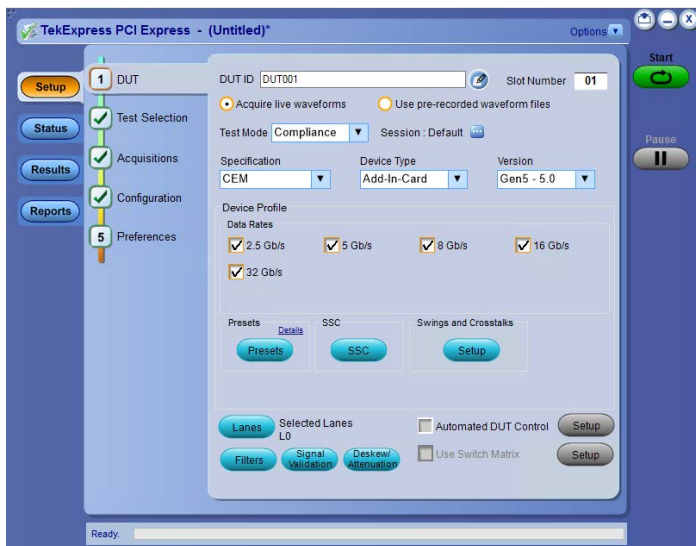 TekExpress PCI Express - (Untitled)*
Options
Start
Pause
Setup
Status
Results
Reports
1 DUT
Test Selection
Acquisitions
Configuration
5 Preferences
DUT ID DUT001
Slot Number 01
Acquire live waveforms
Use pre-recorded waveform files
Test Mode Compliance
Session : Default
Specification
Device Type
Version
CEM
Add-In-Card
Gen5 - 5.0
Device Profile
Data Rates
2.5 Gb/s
5 Gb/s
8 Gb/s
16 Gb/s
32 Gb/s
Presets
Details
SSC
Swings and Crosstalks
Presets
SSC
Setup
Lanes
Selected Lanes
L0
Automated DUT Control
Setup
Filters
Signal
Validation
Deskew/
Attenuation
Use Switch Matrix
Setup
Ready.